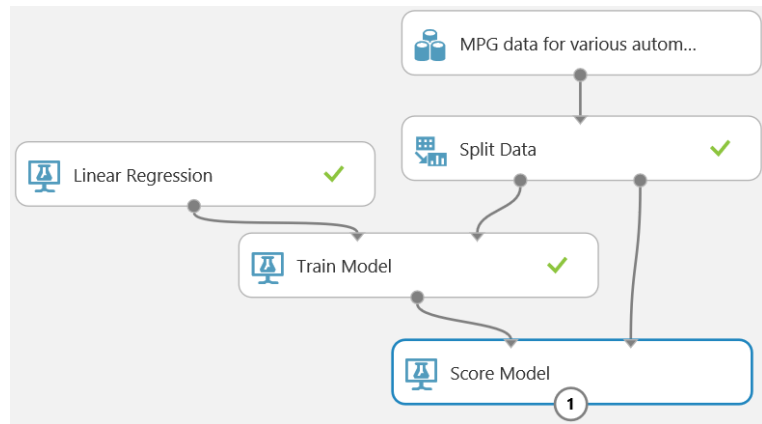 MPG data for various autom...
Split Data
Linear Regression
Train Model
Score Model
1